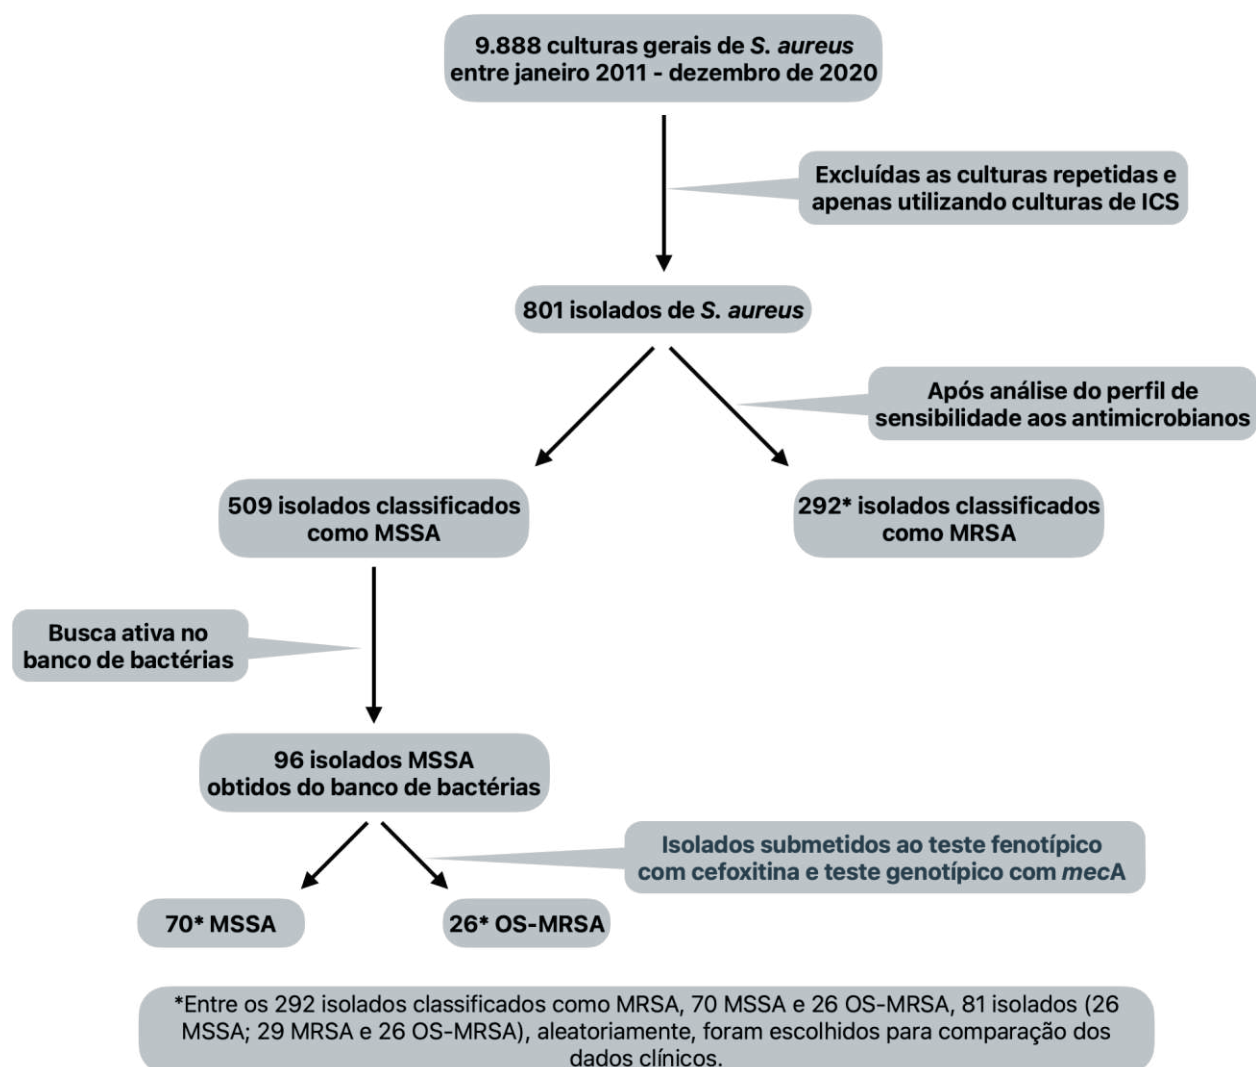 9.888 culturas gerais de S. aureus
entre janeiro 2011 - dezembro de 2020
Excluídas as culturas repetidas e
apenas utilizando culturas de ICS
801 isolados de S. aureus
Após análise do perfil de
sensibilidade aos antimicrobianos
509 isolados classificados
como MSSA
292* isolados classificados
como MRSA
Busca ativa no
banco de bactérias
96 isolados MSSA
obtidos do banco de bactérias
Isolados submetidos ao teste fenotípico
com cefoxitina e teste genotípico com mecA
70* MSSA
26* OS-MRSA
*Entre os 292 isolados classificados como MRSA, 70 MSSA e 26 OS-MRSA, 81 isolados (26
MSSA; 29 MRSA e 26 OS-MRSA), aleatoriamente, foram escolhidos para comparação dos
dados clínicos.